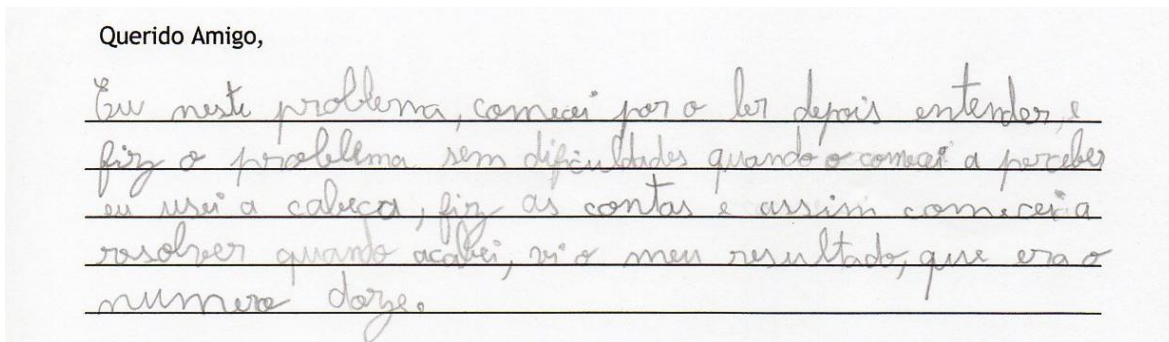 Querido Amigo,
Eu neste problema, comecei por o ler depois entender, e
fiz o problema sem dificuldades quando o comecei a perceber
eu usei a cabeça, fiz as contas e assim comecei a
resolver quando acabei, vi o meu resultado, que era o
numero doze.